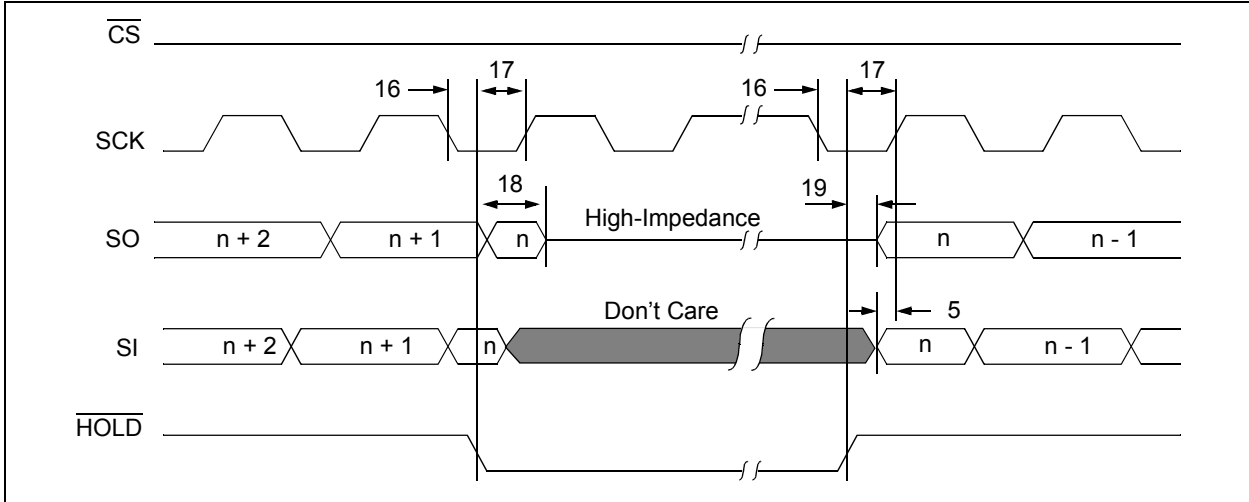 CS
16 17 16 17
SCK
18 19
High-Impedance
SO n + 2 n + 1 n n n - 1
Don't Care 5
SI n + 2 n + 1 n n n - 1
HOLD